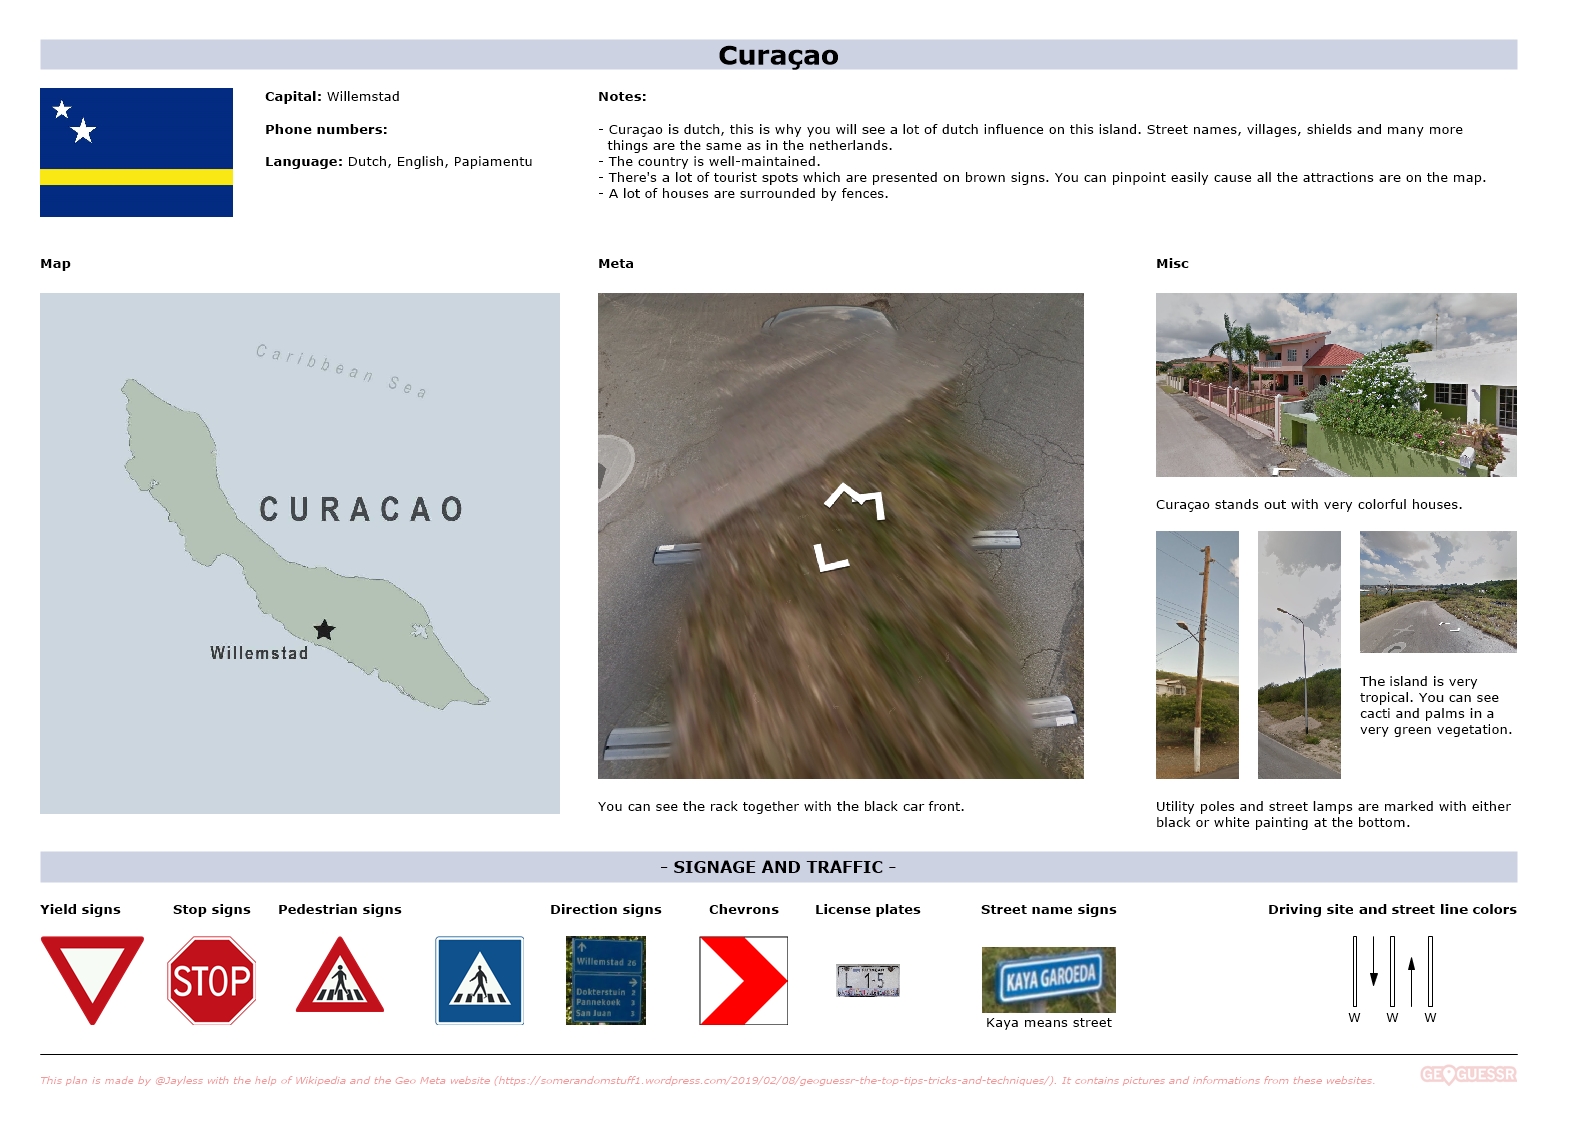 Curaçao
Capital: Willemstad
Phone numbers:
Language: Dutch, English, Papiamentu
Notes:
- Curaçao is dutch, this is why you will see a lot of dutch influence on this island. Street names, villages, shields and many more
things are the same as in the netherlands.
- The country is well-maintained.
- There's a lot of tourist spots which are presented on brown signs. You can pinpoint easily cause all the attractions are on the map.
- A lot of houses are surrounded by fences.
Map
Caribbean Sea
CURACAO
Willemstad
Meta
You can see the rack together with the black car front.
Misc
Curaçao stands out with very colorful houses.
The island is very
tropical. You can see
cacti and palms in a
very green vegetation.
Utility poles and street lamps are marked with either
black or white painting at the bottom.
- SIGNAGE AND TRAFFIC -
Yield signs
Stop signs
STOP
Pedestrian signs
Direction signs
Willemstad 26
Dokterstuin 2
Pannekoek 3
San Juan 3
Chevrons
License plates
L 1-5
Street name signs
KAYA GAROEDA
Kaya means street
Driving site and street line colors
W W W
This plan is made by @Jayless with the help of Wikipedia and the Geo Meta website (https://somerandomstuff1.wordpress.com/2019/02/08/geoguessr-the-top-tips-tricks-and-techniques/). It contains pictures and informations from these websites.
GEOGUESSR